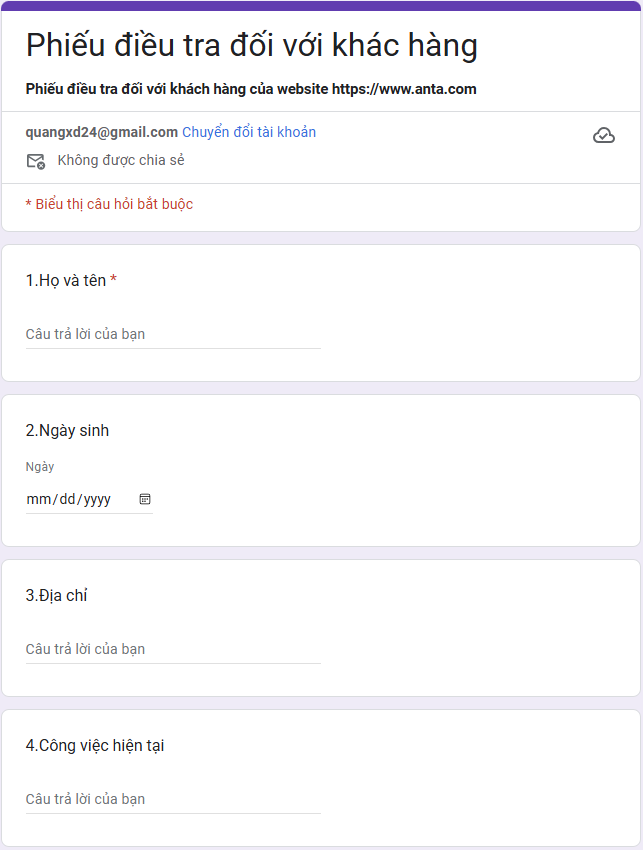 Phiếu điều tra đối với khác hàng
Phiếu điều tra đối với khách hàng của website https://www.anta.com
quangxd24@gmail.com Chuyển đổi tài khoản
Không được chia sẻ
* Biểu thị câu hỏi bắt buộc
1.Họ và tên *
Câu trả lời của bạn
2.Ngày sinh
Ngày
mm/dd/yyyy
3.Địa chỉ
Câu trả lời của bạn
4.Công việc hiện tại
Câu trả lời của bạn